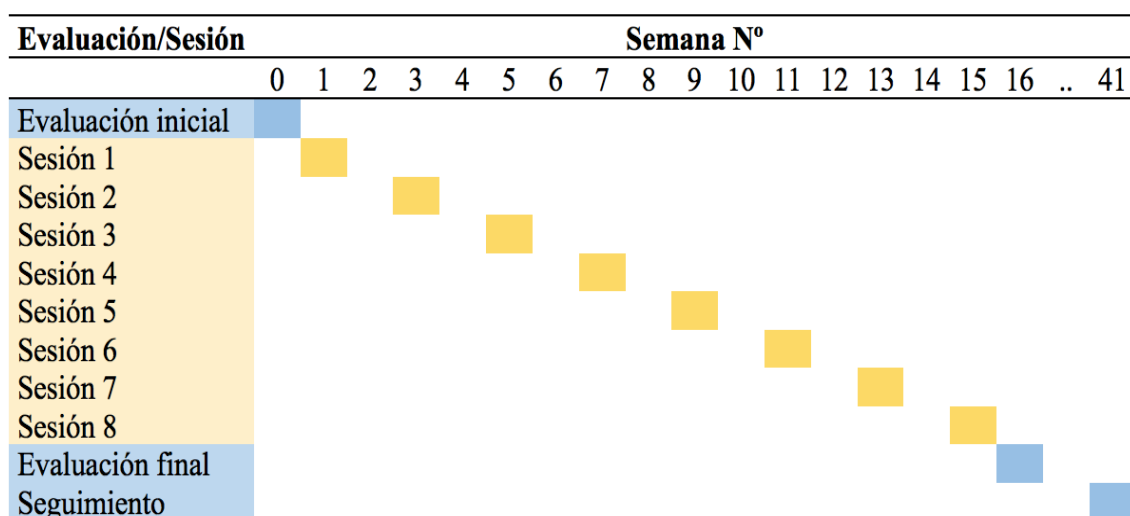 Evaluación/Sesión Semana Nº
0 1 2 3 4 5 6 7 8 9 10 11 12 13 14 15 16 .. 41
Evaluación inicial
Sesión 1
Sesión 2
Sesión 3
Sesión 4
Sesión 5
Sesión 6
Sesión 7
Sesión 8
Evaluación final
Seguimiento